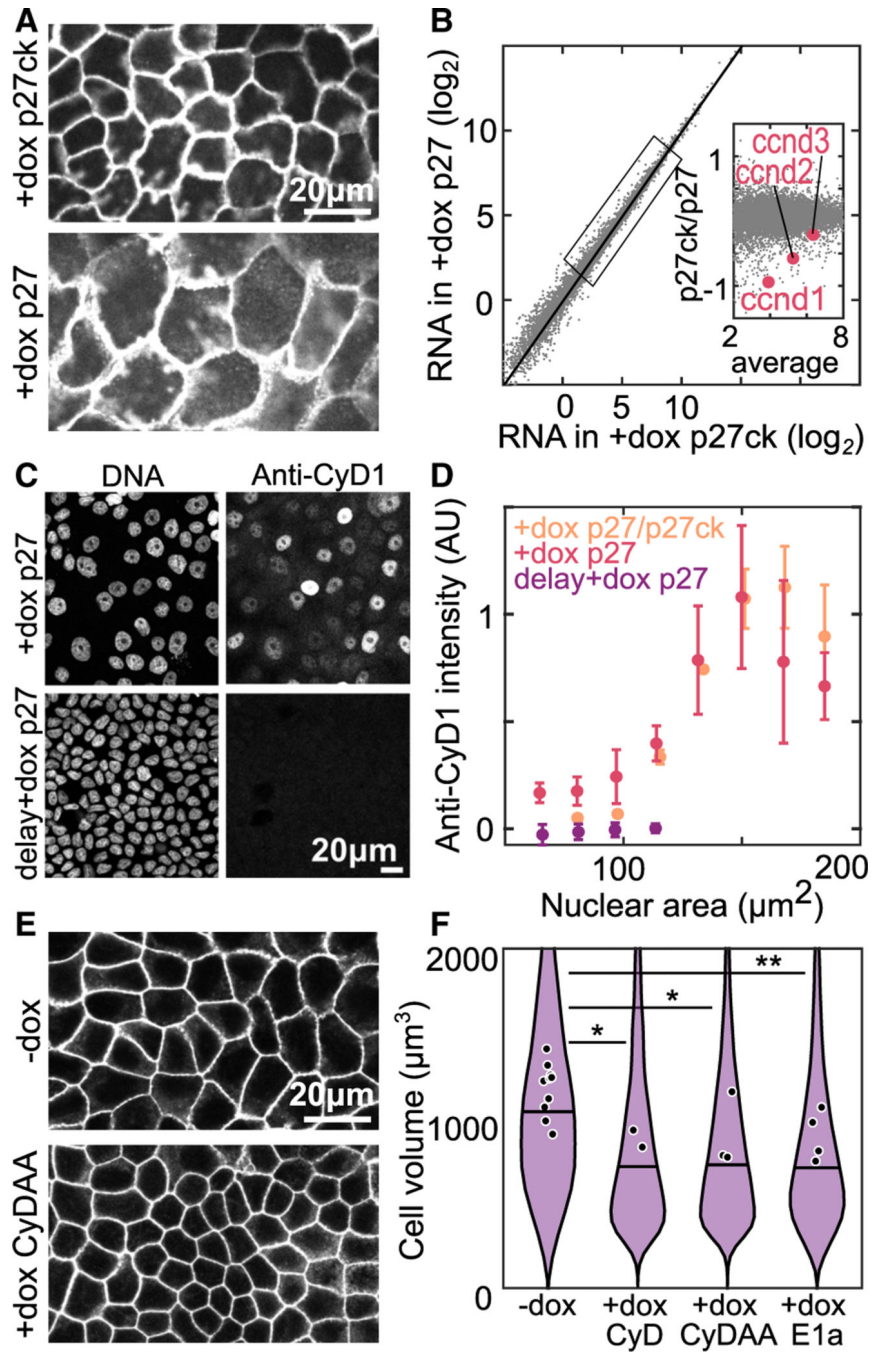 A
+dox p27ck
20µm
+dox p27
B
RNA in +dox p27 (log2)
10
5
0
0 5 10
RNA in +dox p27ck (log2)
p27ck/p27
1
-1
ccnd3
ccnd2
ccnd1
2 8
average
C
DNA Anti-CyD1
+dox p27
delay+dox p27
20µm
D
Anti-CyD1 intensity (AU)
+dox p27/p27ck
+dox p27
delay+dox p27
1
0
100 200
Nuclear area (µm2)
E
-dox
20µm
+dox CyDAA
F
Cell volume (µm3)
2000
1000
0
**
*
*
-dox +dox +dox +dox
CyD CyDAA E1a